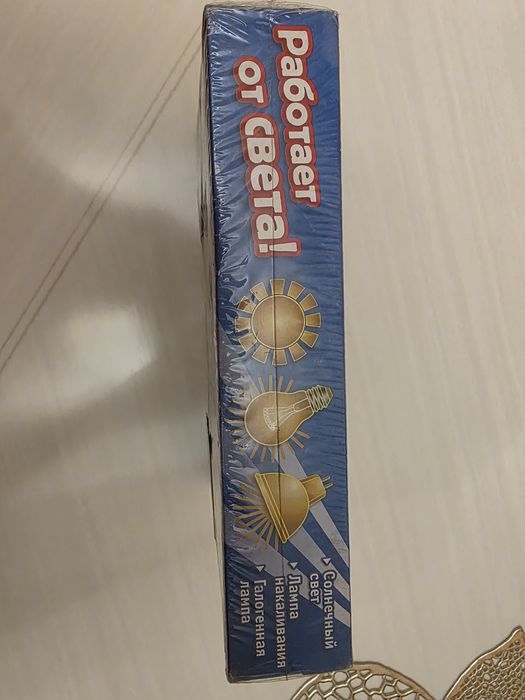 Работает
от света!
▸ Солнечный
свет
▸ Лампа
накаливания
▸ Галогенная
лампа